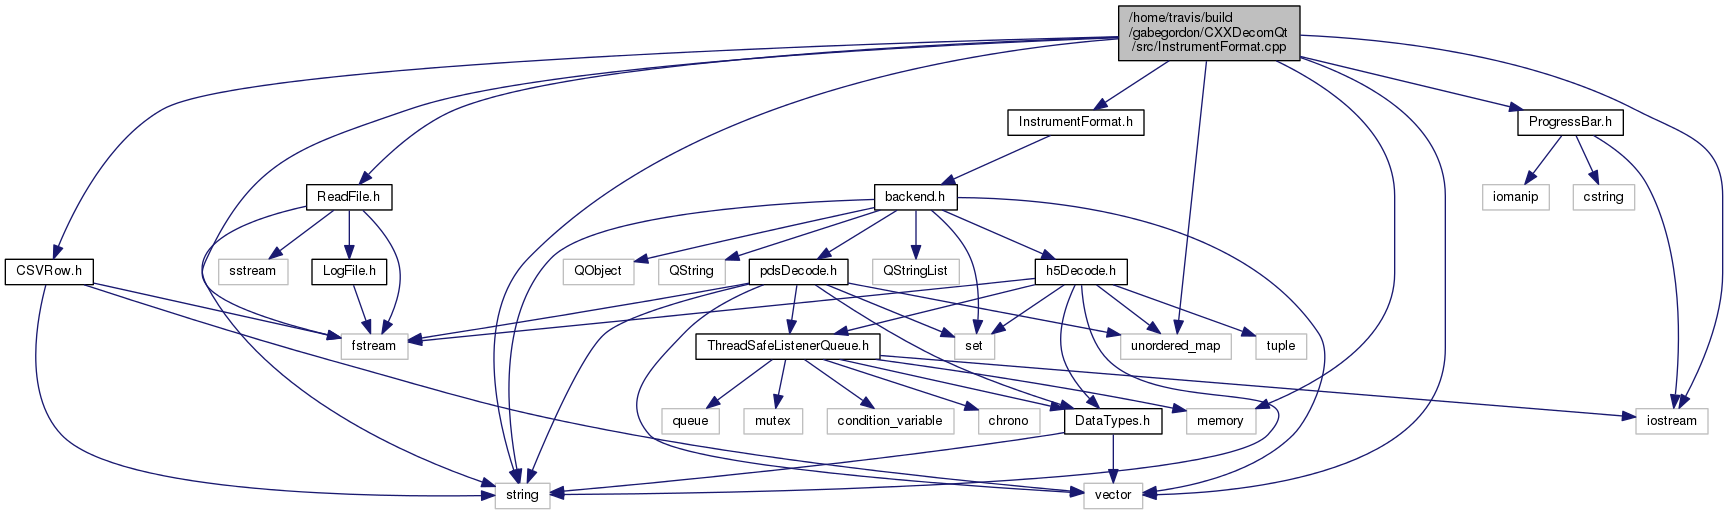 /home/travis/build
/gabegordon/CXXDecomQt
/src/InstrumentFormat.cpp
InstrumentFormat.h
ProgressBar.h
ReadFile.h
backend.h
iomanip
cstring
CSVRow.h
sstream
LogFile.h
QObject
QString
pdsDecode.h
QStringList
h5Decode.h
fstream
ThreadSafeListenerQueue.h
set
unordered_map
tuple
queue
mutex
condition_variable
chrono
DataTypes.h
memory
iostream
string
vector